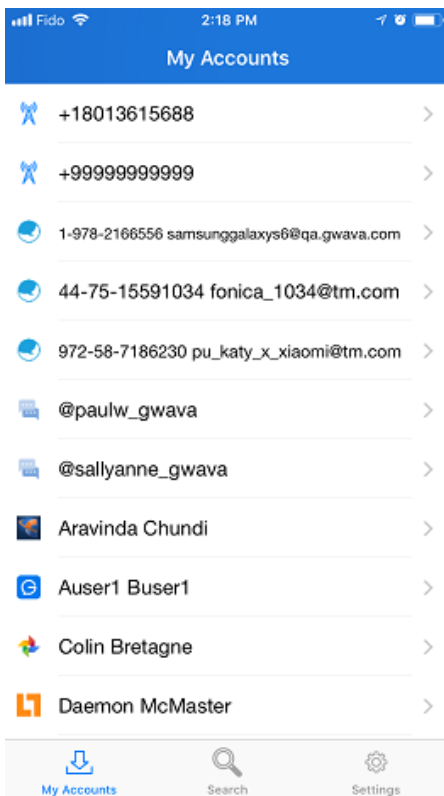 Fido 2:18 PM
My Accounts
+18013615688
+99999999999
1-978-2166556 samsunggalaxys6@qa.gwava.com
44-75-15591034 fonica_1034@tm.com
972-58-7186230 pu_katy_x_xiaomi@tm.com
@paulw_gwava
@sallyanne_gwava
Aravinda Chundi
Auser1 Buser1
Colin Bretagne
Daemon McMaster
My Accounts Search Settings